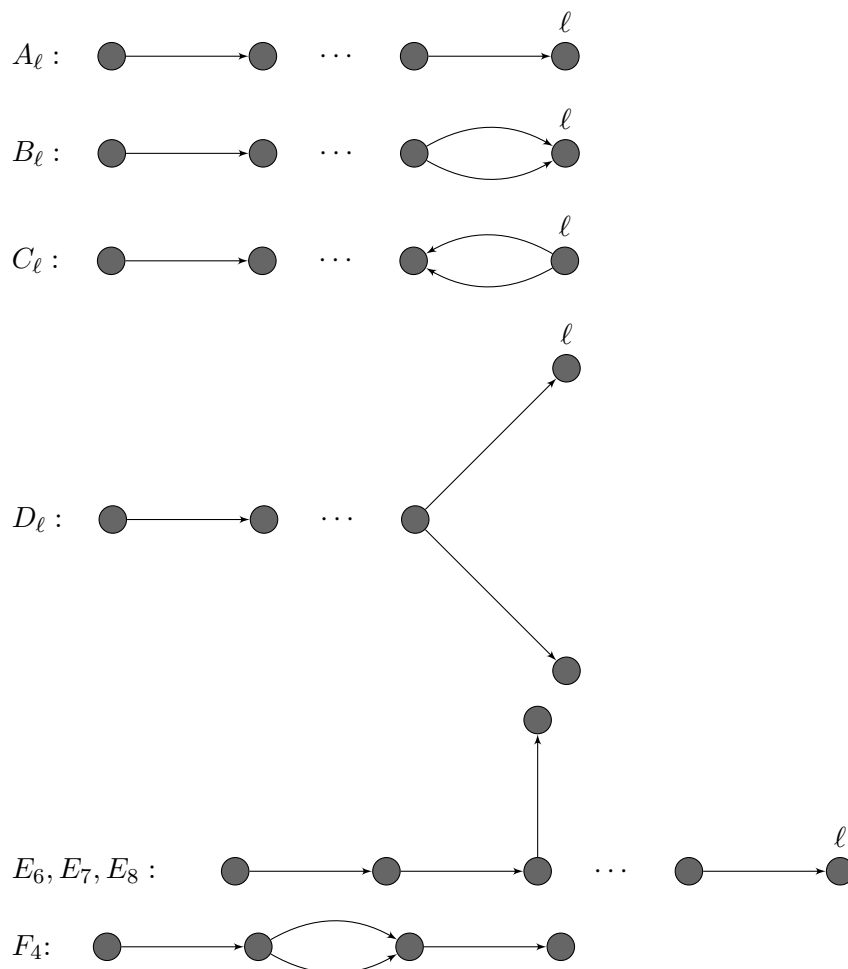 ℓ
A_ℓ : ···
ℓ
B_ℓ : ···
ℓ
C_ℓ : ···
ℓ
D_ℓ : ···
ℓ
E_6, E_7, E_8 : ···
F_4: